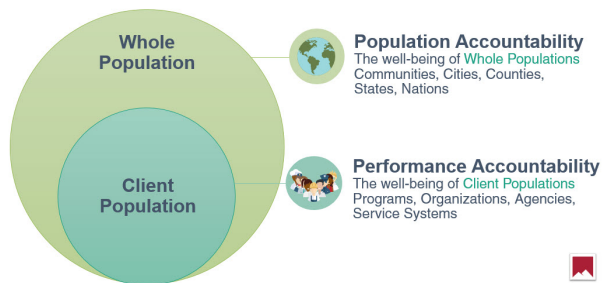 Whole
Population
Population Accountability
The well-being of Whole Populations
Communities, Cities, Counties,
States, Nations
Client
Population
Performance Accountability
The well-being of Client Populations
Programs, Organizations, Agencies,
Service Systems